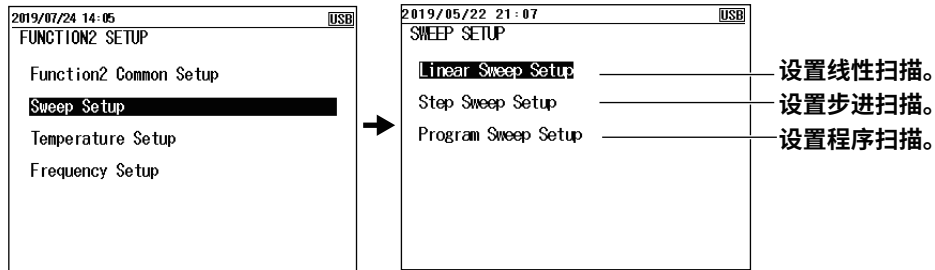 2019/07/24 14:05 USB
FUNCTION2 SETUP
Function2 Common Setup
Sweep Setup
Temperature Setup
Frequency Setup
2019/05/22 21:07 USB
SWEEP SETUP
Linear Sweep Setup
设置线性扫描。
Step Sweep Setup
设置步进扫描。
Program Sweep Setup
设置程序扫描。